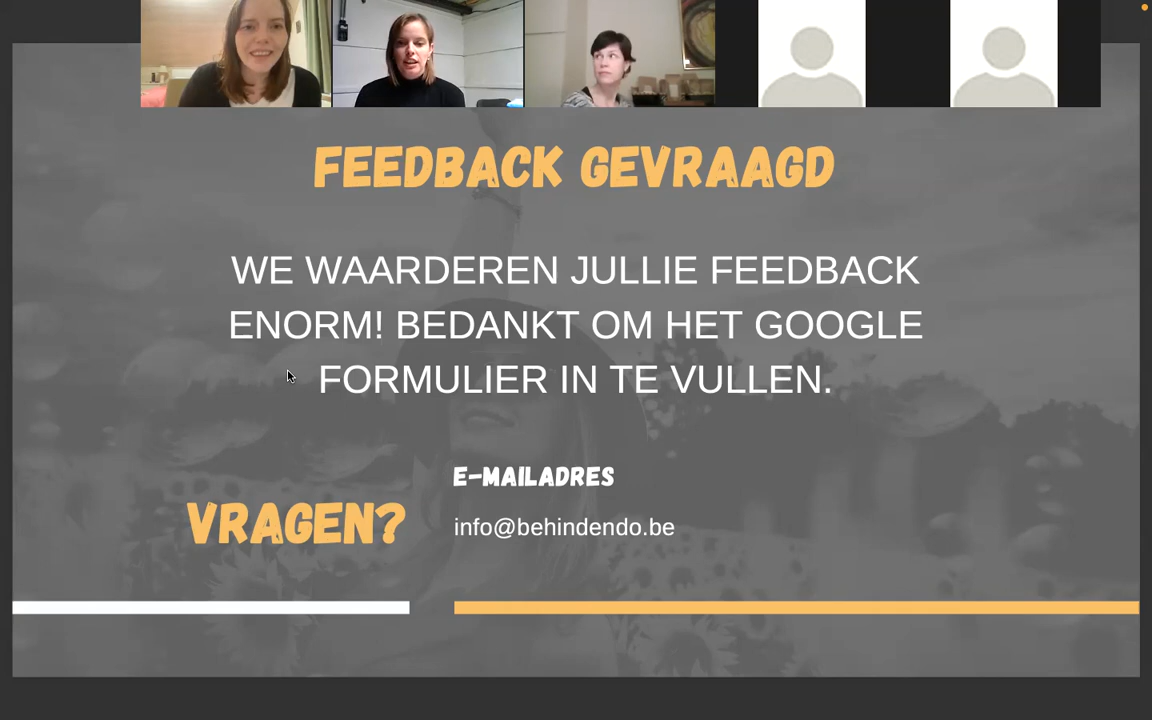 FEEDBACK GEVRAAGD
WE WAARDEREN JULLIE FEEDBACK
ENORM! BEDANKT OM HET GOOGLE
FORMULIER IN TE VULLEN.
E-MAILADRES
VRAGEN?
info@behindendo.be